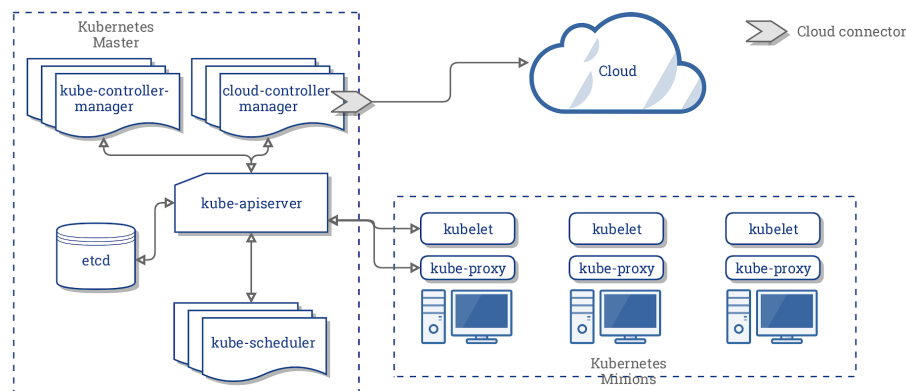 Kubernetes
Master
kube-controller-
manager
cloud-controller
manager
Cloud
Cloud connector
kube-apiserver
etcd
kube-scheduler
kubelet
kubelet
kubelet
kube-proxy
kube-proxy
kube-proxy
Kubernetes
Minions